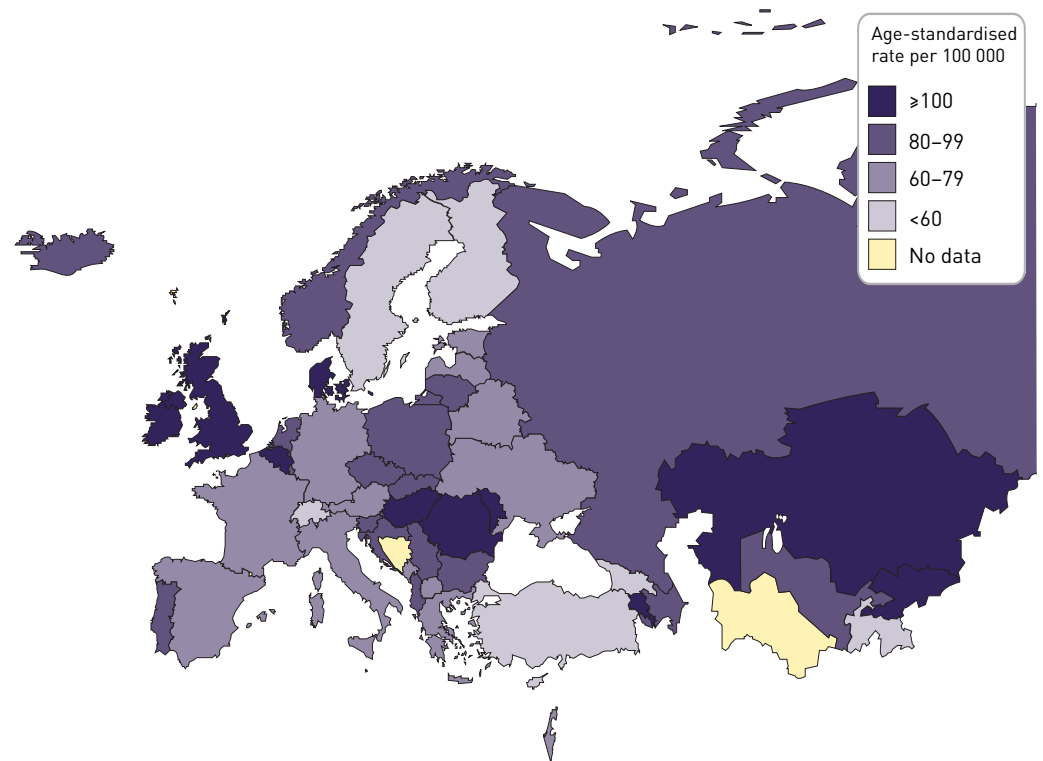 Age-standardised
rate per 100 000
≥100
80–99
60–79
<60
No data